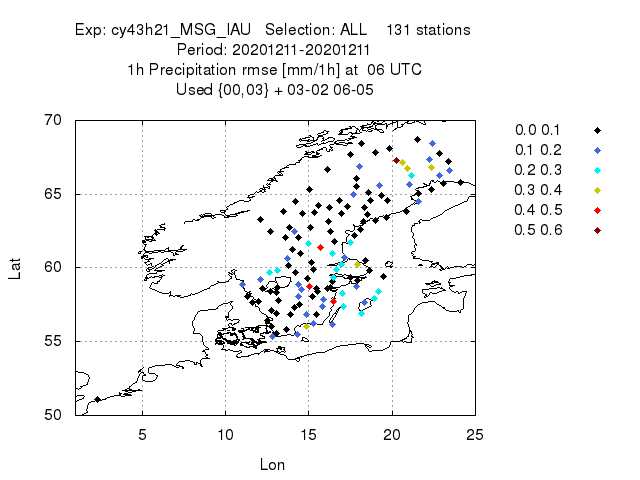 Exp: cy43h21_MSG_IAU   Selection: ALL    131 stations
Period: 20201211-20201211
1h Precipitation rmse [mm/1h] at  06 UTC
Used {00,03} + 03-02 06-05
70
65
60
55
50
Lat
5 10 15 20 25
Lon
0.0 0.1
0.1 0.2
0.2 0.3
0.3 0.4
0.4 0.5
0.5 0.6